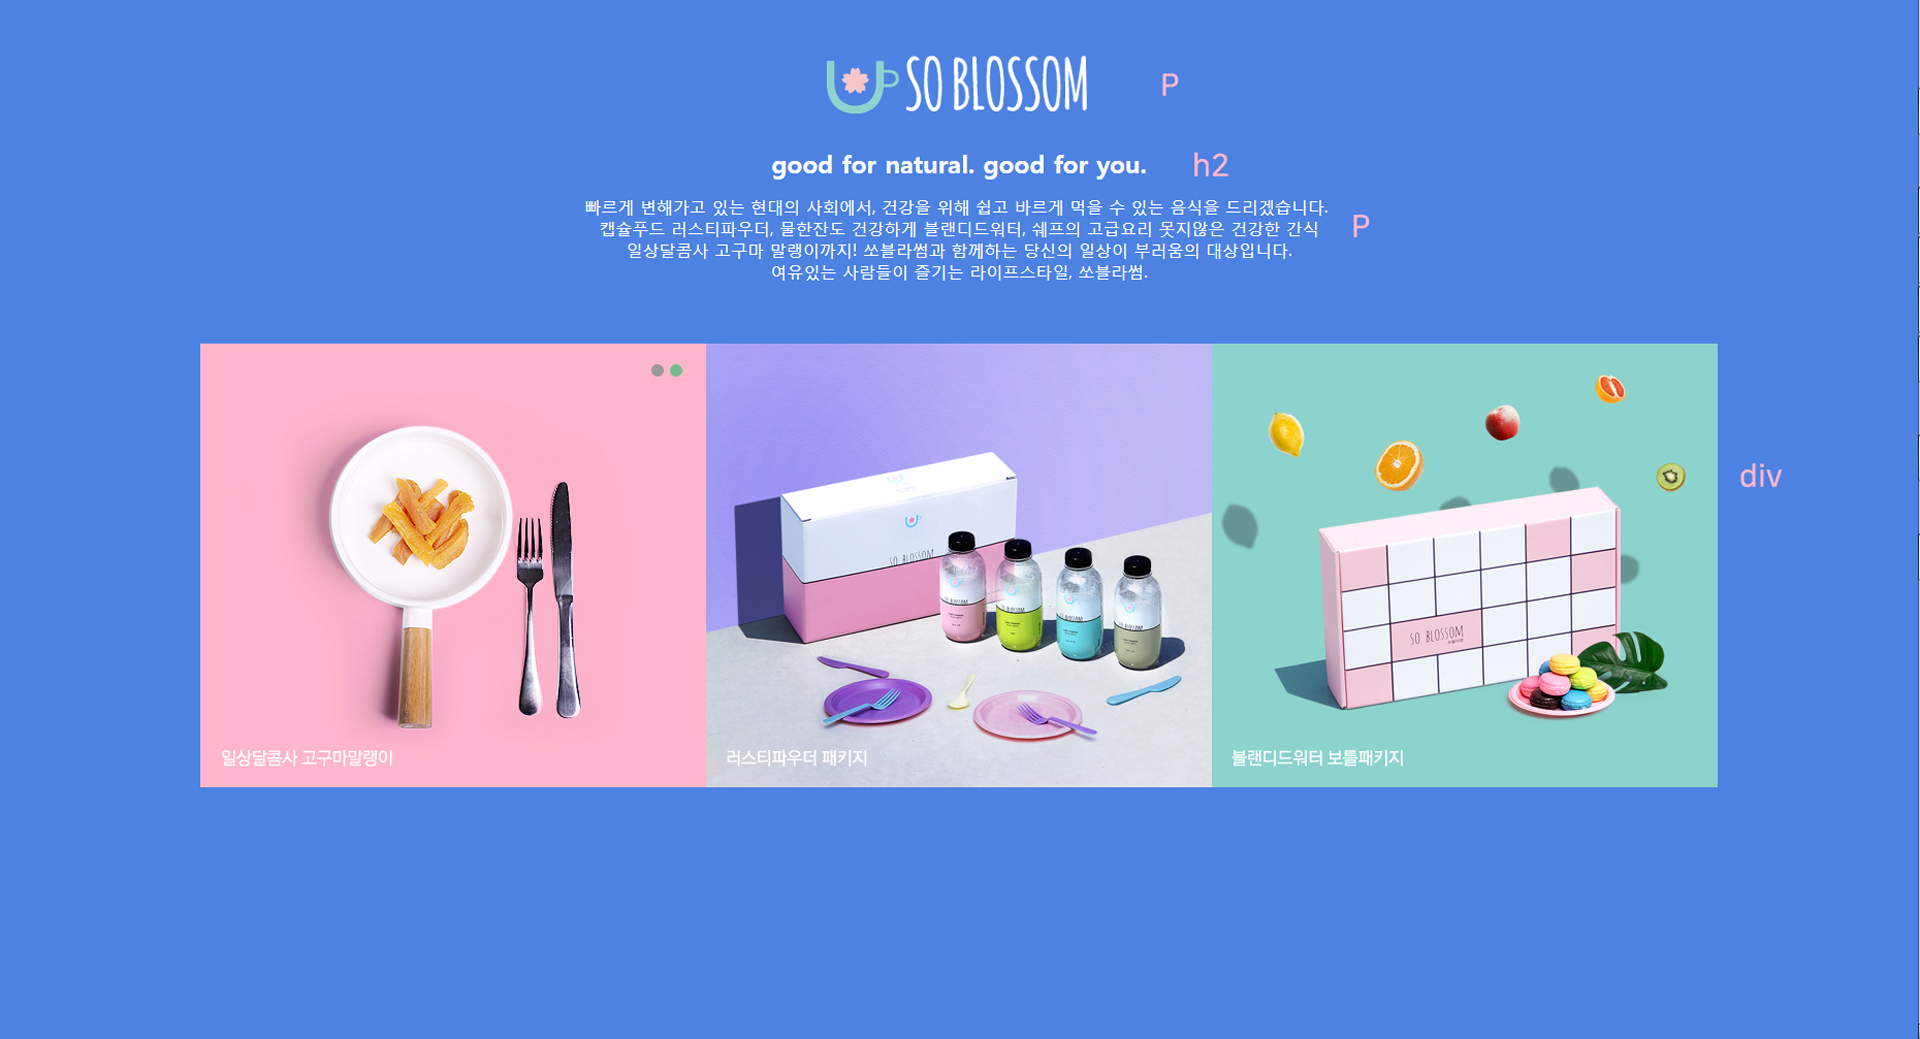 SO BLOSSOM
P
good for natural. good for you.
h2
빠르게 변해가고 있는 현대의 사회에서, 건강을 위해 쉽고 바르게 먹을 수 있는 음식을 드리겠습니다.
캡슐푸드 러스티파우더, 물한잔도 건강하게 블랜디드워터, 쉐프의 고급요리 못지않은 건강한 간식
일상달콤사 고구마 말랭이까지! 쏘블라썸과 함께하는 당신의 일상이 부러움의 대상입니다.
여유있는 사람들이 즐기는 라이프스타일, 쏘블라썸.
P
일상달콤사 고구마말랭이
SO BLOSSOM
SO BLOSSOM
SO BLOSSOM
SO BLOSSOM
SO BLOSSOM
러스티파우더 패키지
SO BLOSSOM
블랜디드워터 보틀패키지
div